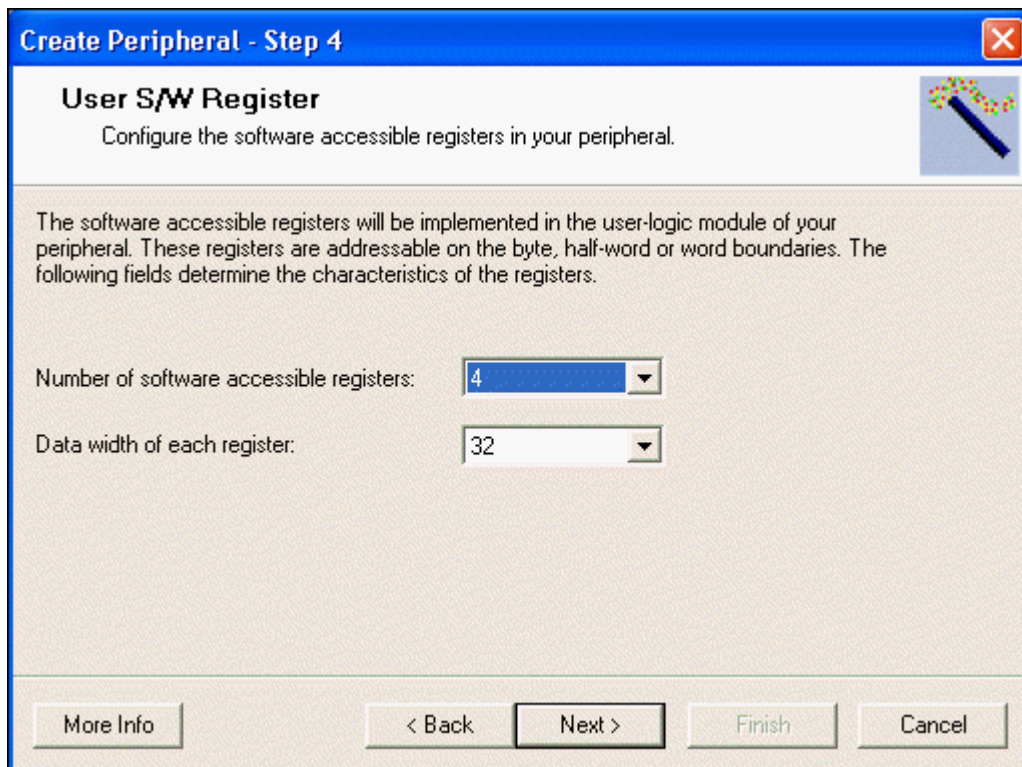 Create Peripheral - Step 4
User S/W Register
Configure the software accessible registers in your peripheral.
The software accessible registers will be implemented in the user-logic module of your
peripheral. These registers are addressable on the byte, half-word or word boundaries. The
following fields determine the characteristics of the registers.
Number of software accessible registers: 4
Data width of each register: 32
More Info < Back Next > Finish Cancel